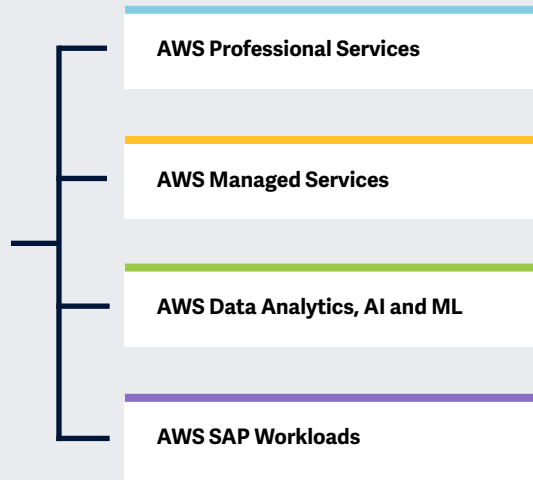 AWS Professional Services
AWS Managed Services
AWS Data Analytics, AI and ML
AWS SAP Workloads